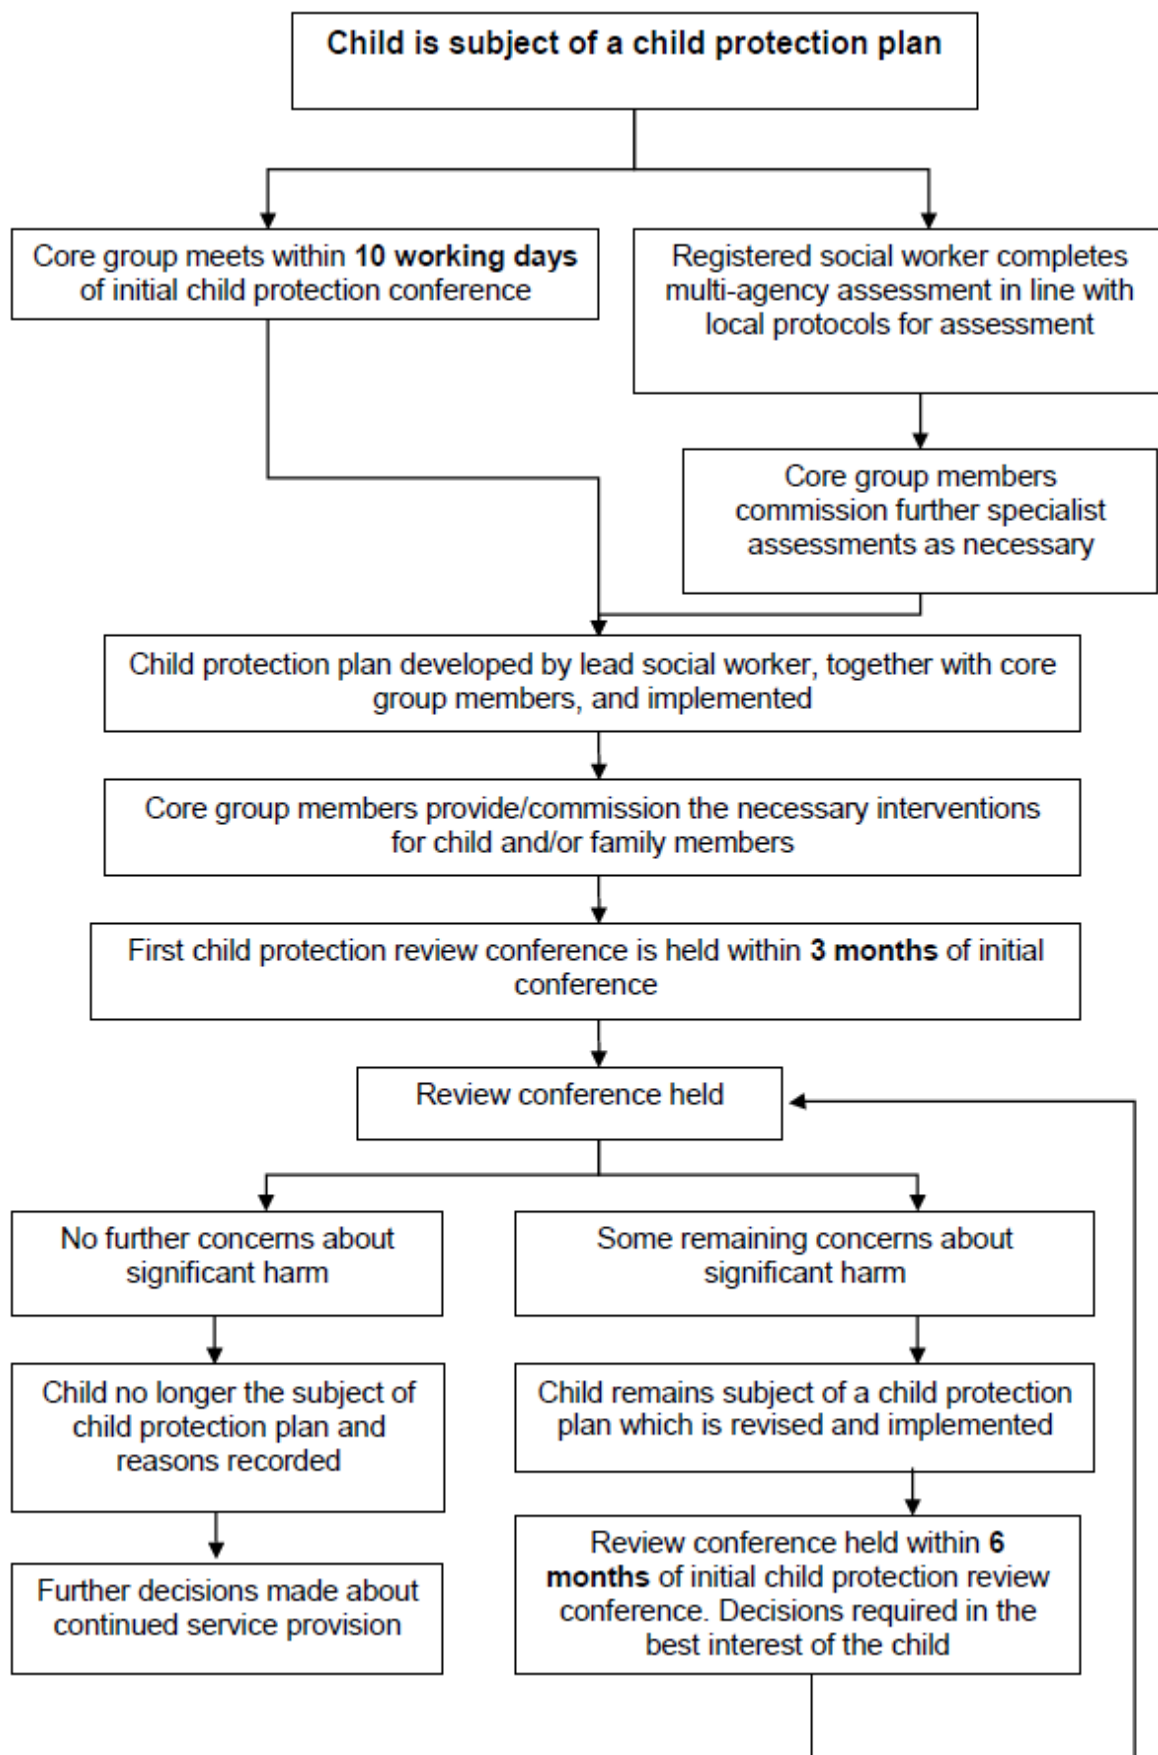 Child is subject of a child protection plan
Core group meets within 10 working days
of initial child protection conference
Registered social worker completes
multi-agency assessment in line with
local protocols for assessment
Core group members
commission further specialist
assessments as necessary
Child protection plan developed by lead social worker, together with core
group members, and implemented
Core group members provide/commission the necessary interventions
for child and/or family members
First child protection review conference is held within 3 months of initial
conference
Review conference held
No further concerns about
significant harm
Some remaining concerns about
significant harm
Child no longer the subject of
child protection plan and
reasons recorded
Child remains subject of a child protection
plan which is revised and implemented
Further decisions made about
continued service provision
Review conference held within 6
months of initial child protection review
conference. Decisions required in the
best interest of the child